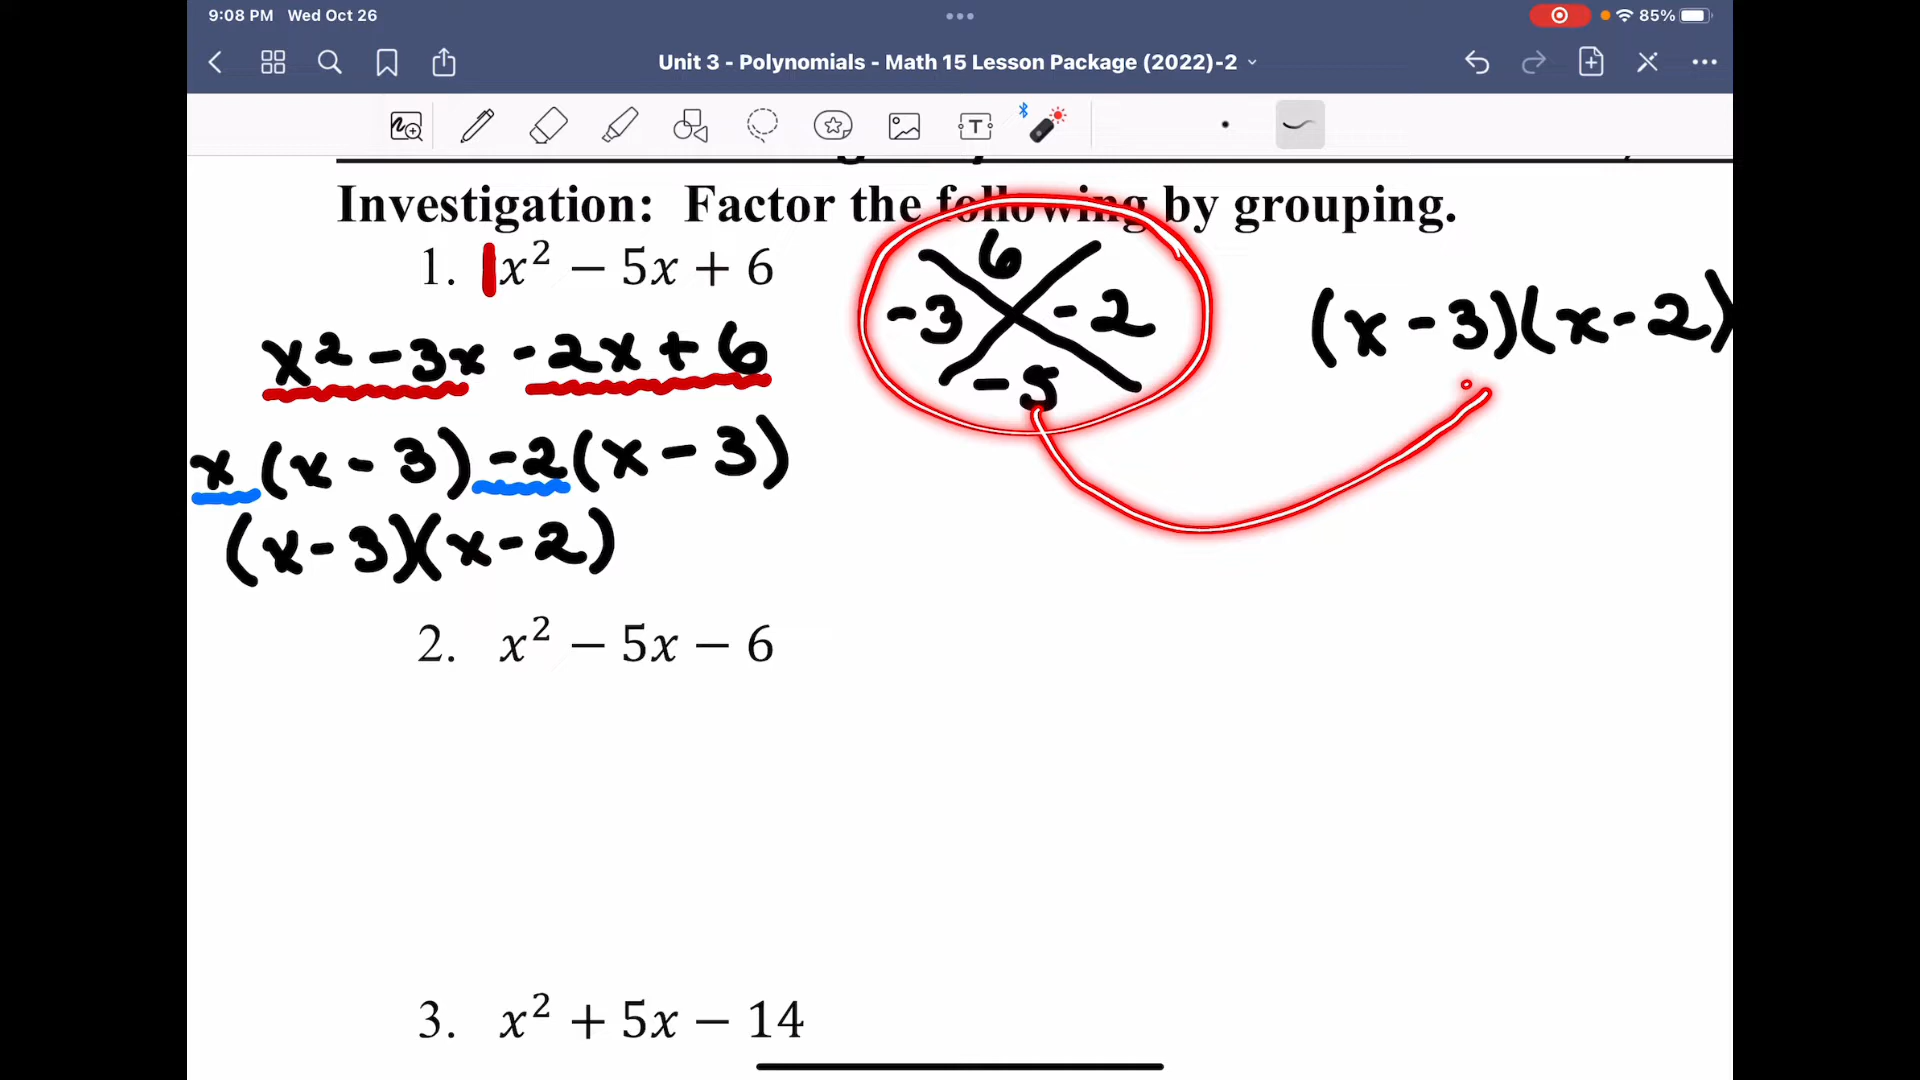 9:08 PM Wed Oct 26
85%
Unit 3 - Polynomials - Math 15 Lesson Package (2022)-2
T
Investigation: Factor the following by grouping.
1. 1x² − 5x + 6
x² - 3x - 2x + 6
x(x - 3) - 2(x - 3)
(x - 3)(x - 2)
6
-3 -2
-5
(x - 3)(x - 2)
2. x² − 5x − 6
3. x² + 5x − 14